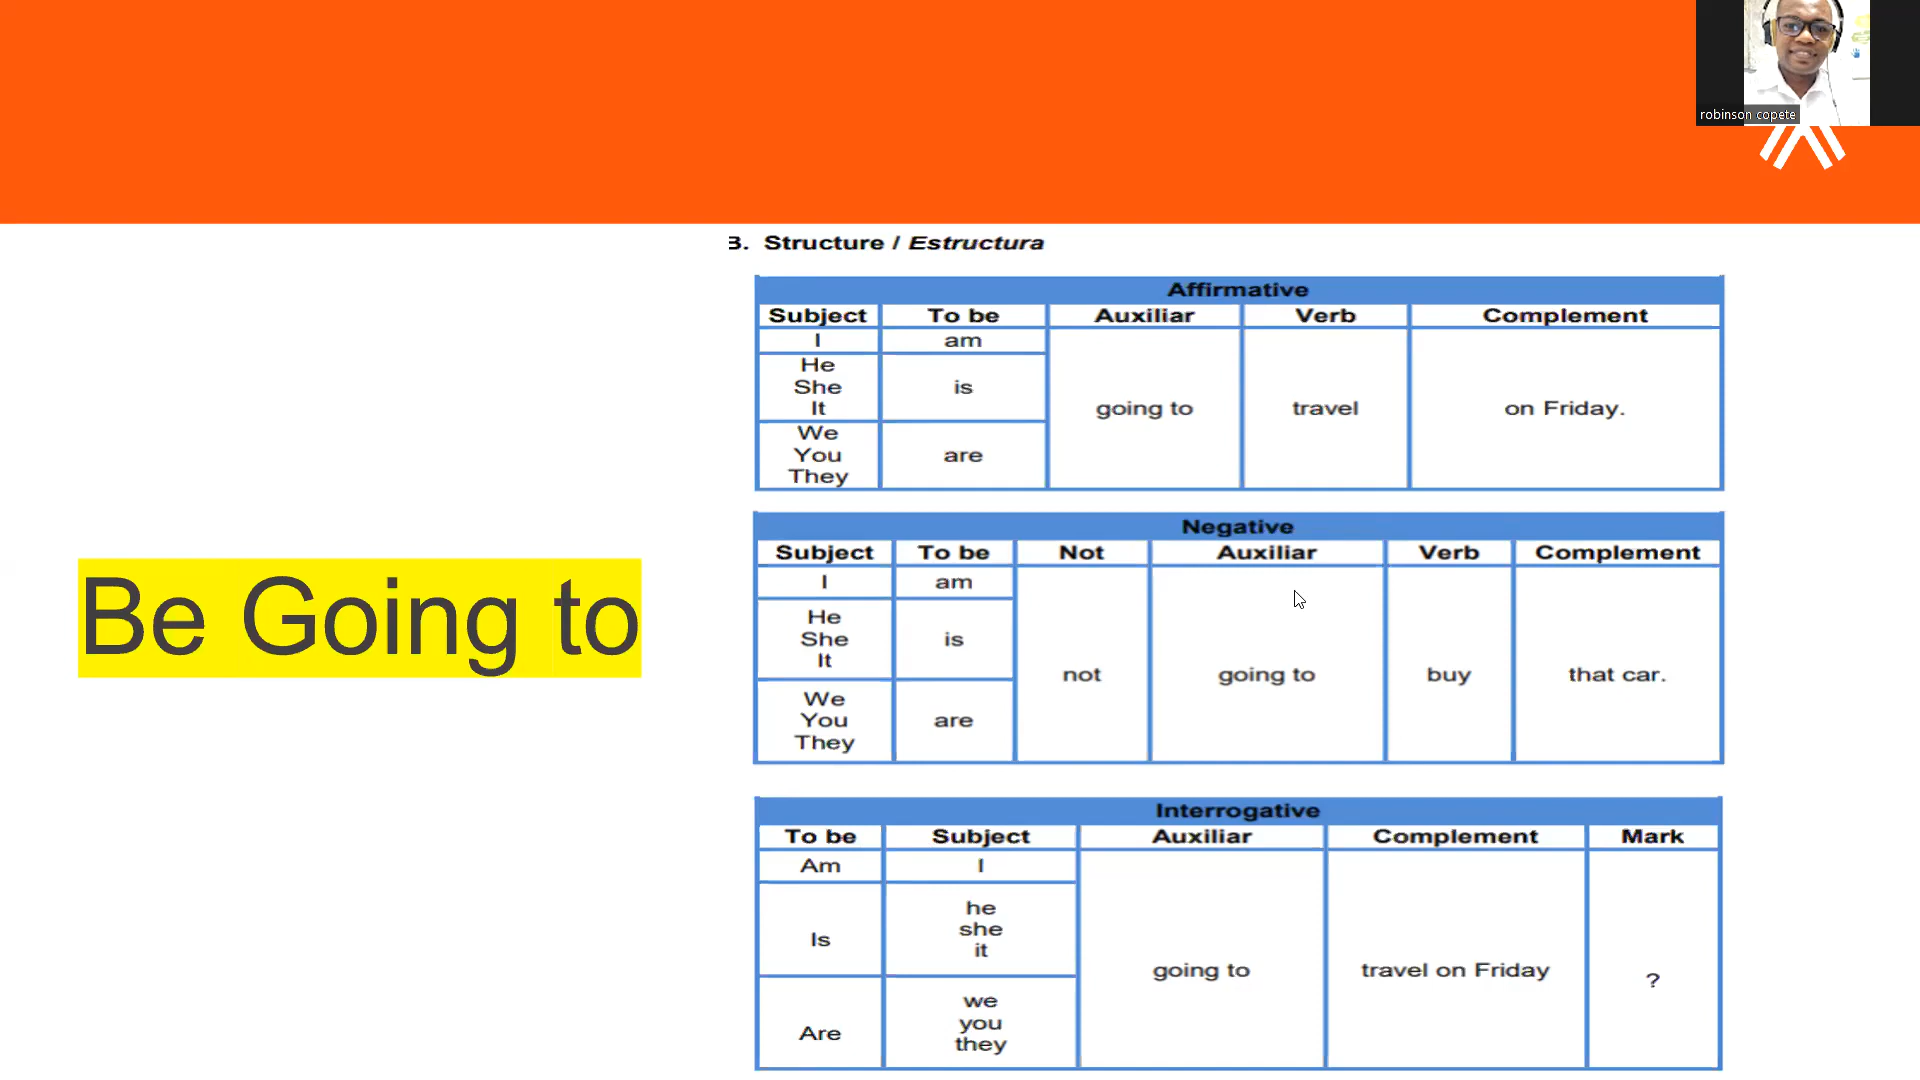 robinson copete
B. Structure / Estructura
Affirmative
Subject To be Auxiliar Verb Complement
I am
He
She is
It
going to travel on Friday.
We
You are
They
Negative
Subject To be Not Auxiliar Verb Complement
I am
He
She is
It
not going to buy that car.
We
You are
They
Be Going to
Interrogative
To be Subject Auxiliar Complement Mark
Am I
he
Is she
it
going to travel on Friday ?
we
Are you
they